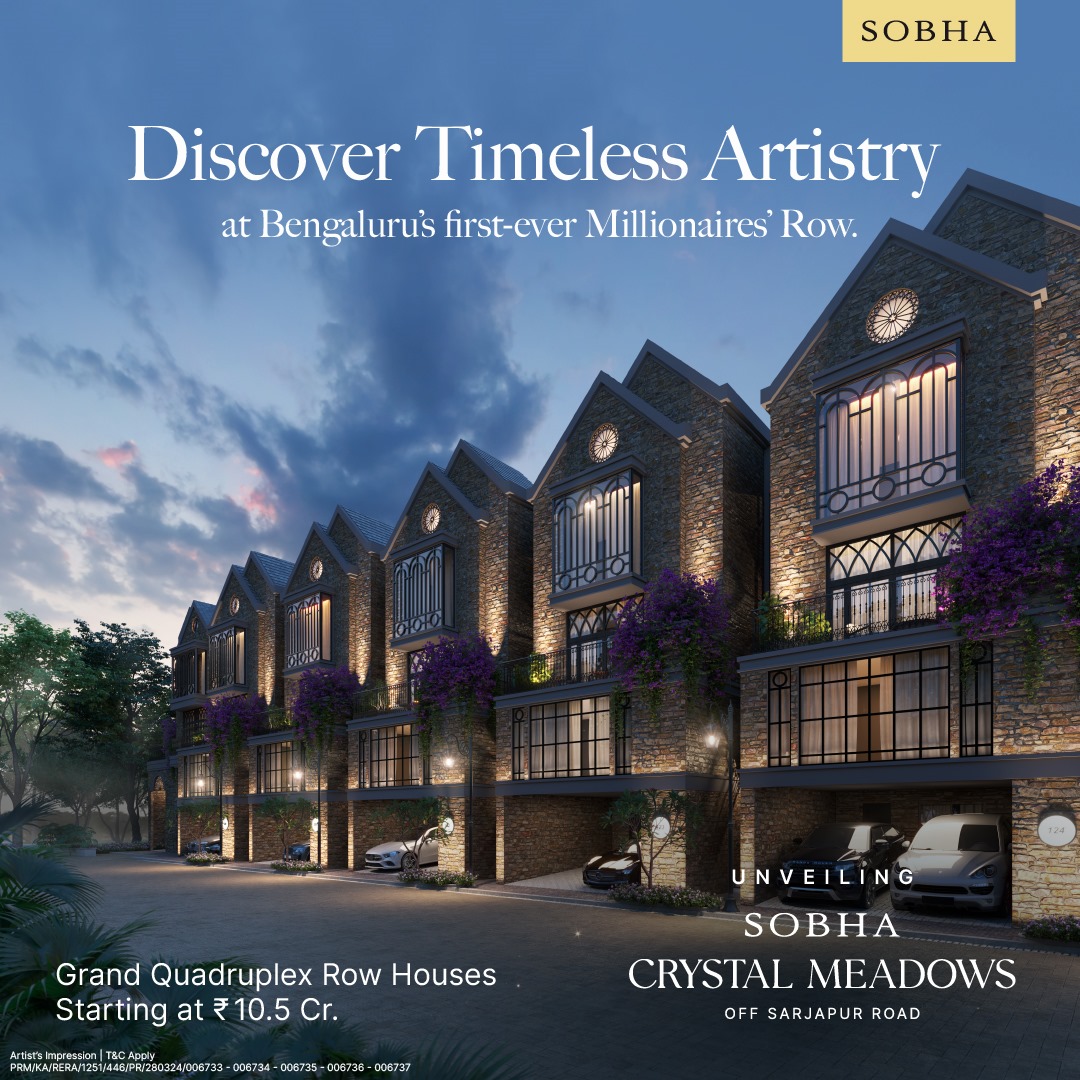 SOBHA
Discover Timeless Artistry
at Bengaluru's first-ever Millionaires' Row.
124
UNVEILING
SOBHA
CRYSTAL MEADOWS
OFF SARJAPUR ROAD
Grand Quadruplex Row Houses
Starting at ₹10.5 Cr.
Artist's Impression | T&C Apply
PRM/KA/RERA/1251/446/PR/280324/006733 - 006734 - 006735 - 006736 - 006737